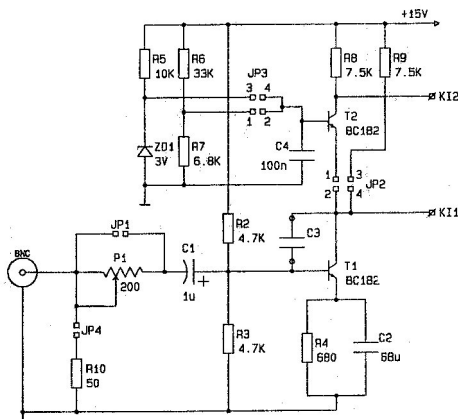 +15V
R5
10K
R6
33K
JP3
3 4
1 2
R8
7.5K
R9
7.5K
KI2
T2
BC182
ZD1
3V
R7
6.8K
C4
100n
1 3
2 4
JP2
KI1
R2
4.7K
C3
JP1
BNC
P1
200
C1
1u
+
T1
BC182
JP4
R3
4.7K
R4
680
C2
68u
R10
50